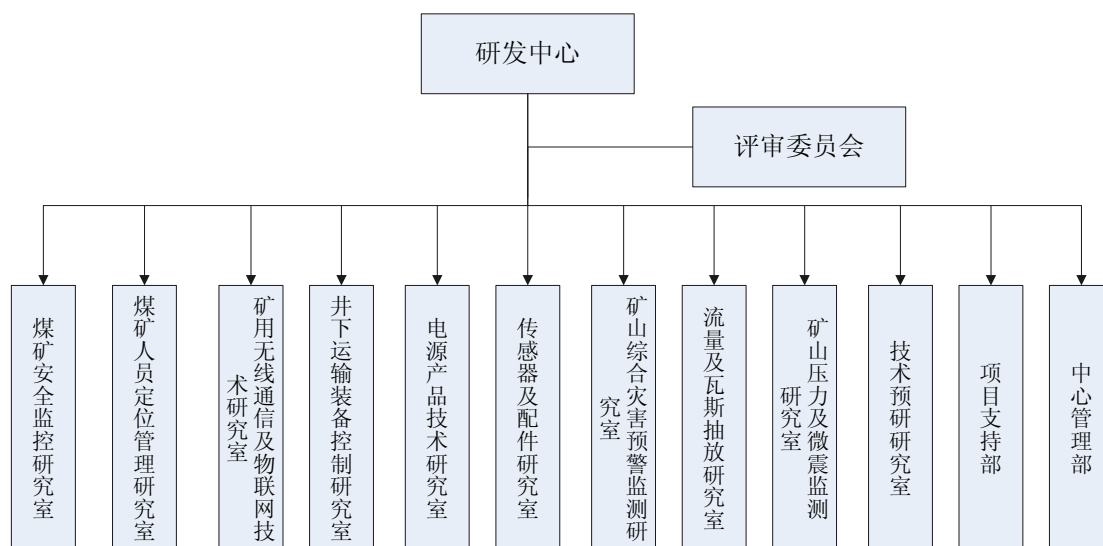 研发中心
评审委员会
煤矿安全监控研究室
煤矿人员定位管理研究室
矿用无线通信及物联网技
术研究室
井下运输装备控制研究室
电源产品技术研究室
传感器及配件研究室
矿山综合灾害预警监测研
究室
流量及瓦斯抽放研究室
矿山压力及微震监测
研究室
技术预研研究室
项目支持部
中心管理部